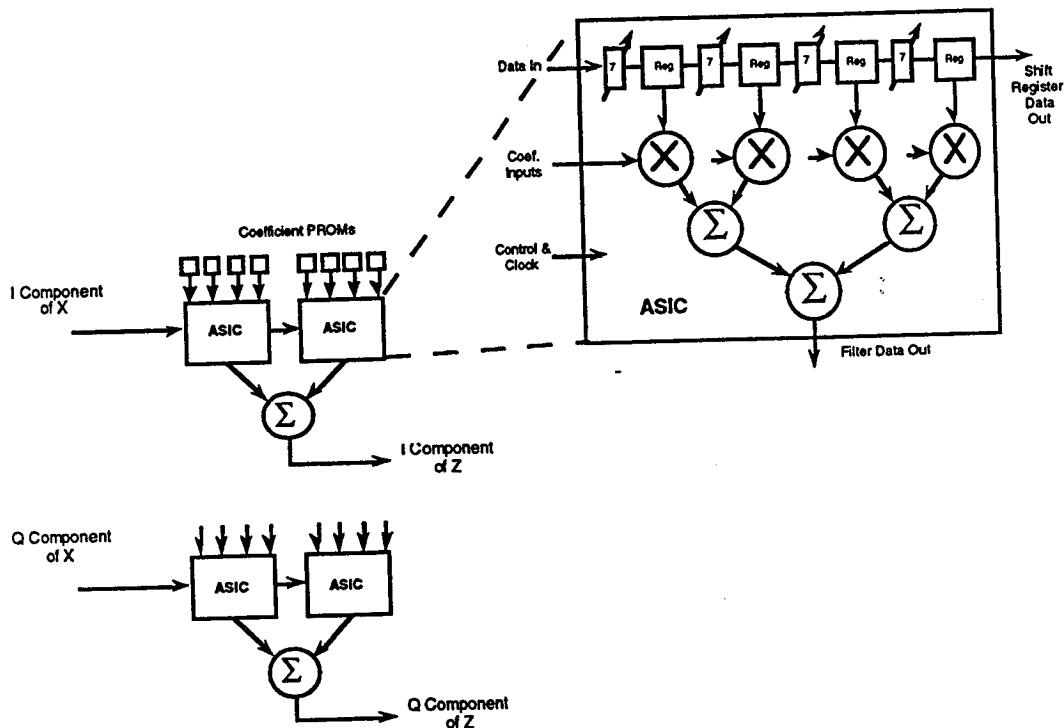 7 Reg 7 Reg 7 Reg 7 Reg
Data In
Shift
Register
Data
Out
Coef.
Inputs
X X X X
Σ Σ
Control &
Clock
Σ
ASIC
Filter Data Out
Coefficient PROMs
I Component
of X
ASIC ASIC
Σ
I Component
of Z
Q Component
of X
ASIC ASIC
Σ
Q Component
of Z